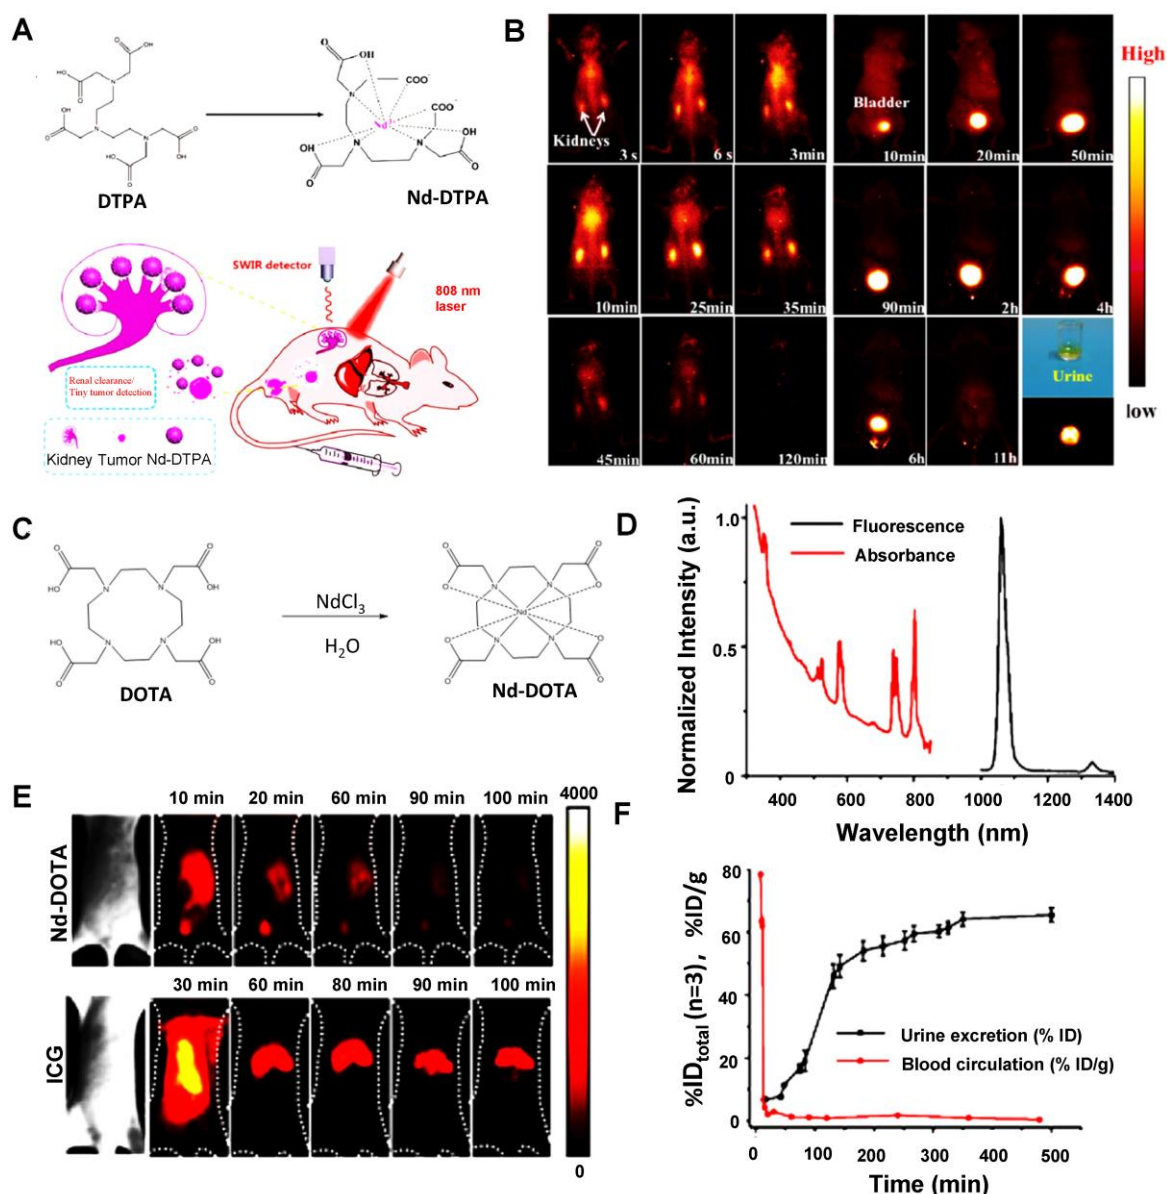 A
DTPA
Nd-DTPA
SWIR detector
808 nm
laser
Renal clearance/
Tiny tumor detection
Kidney Tumor Nd-DTPA
B
Kidneys
3 s
6 s
3min
Bladder
10min
20min
50min
10min
25min
35min
90min
2h
4h
45min
60min
120min
6h
11h
Urine
High
low
C
DOTA
NdCl3
H2O
Nd-DOTA
D
Fluorescence
Absorbance
Normalized Intensity (a.u.)
1.0
0.5
0
400 600 800 1000 1200 1400
Wavelength (nm)
E
10 min 20 min 60 min 90 min 100 min
Nd-DOTA
30 min 60 min 80 min 90 min 100 min
ICG
4000
0
F
%IDtotal (n=3), %ID/g
80
60
40
20
0
Urine excretion (% ID)
Blood circulation (% ID/g)
0 100 200 300 400 500
Time (min)